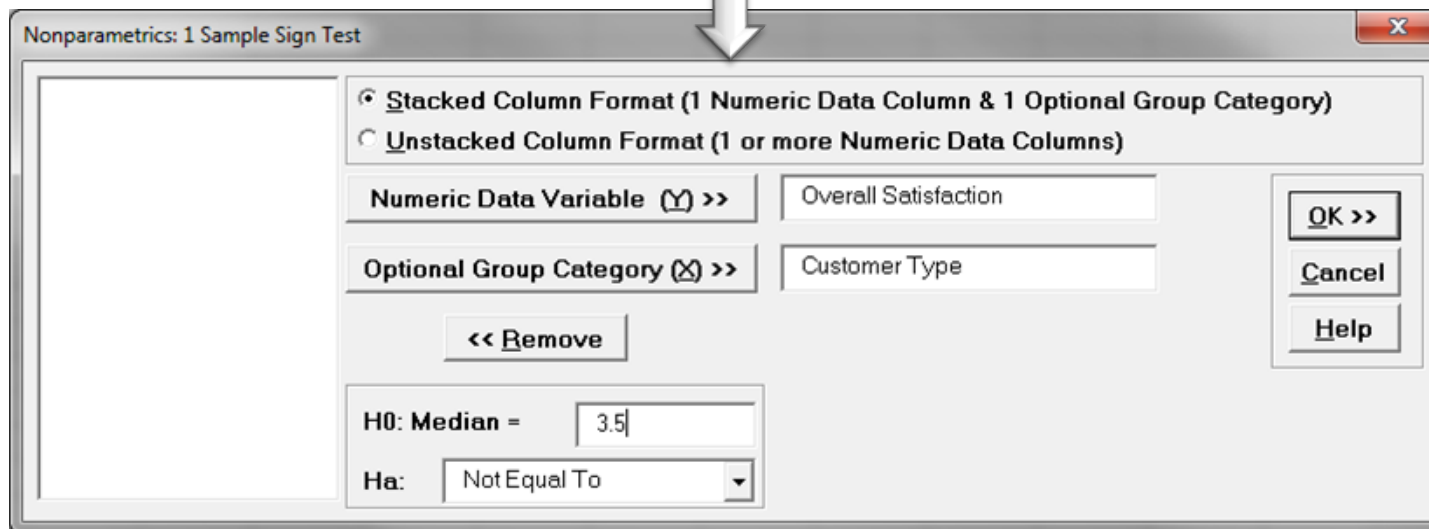 Nonparametrics: 1 Sample Sign Test
Stacked Column Format (1 Numeric Data Column & 1 Optional Group Category)
Unstacked Column Format (1 or more Numeric Data Columns)
Numeric Data Variable (Y) >> Overall Satisfaction
OK >>
Optional Group Category (X) >> Customer Type
Cancel
<< Remove
Help
H0: Median = 3.5
Ha: Not Equal To